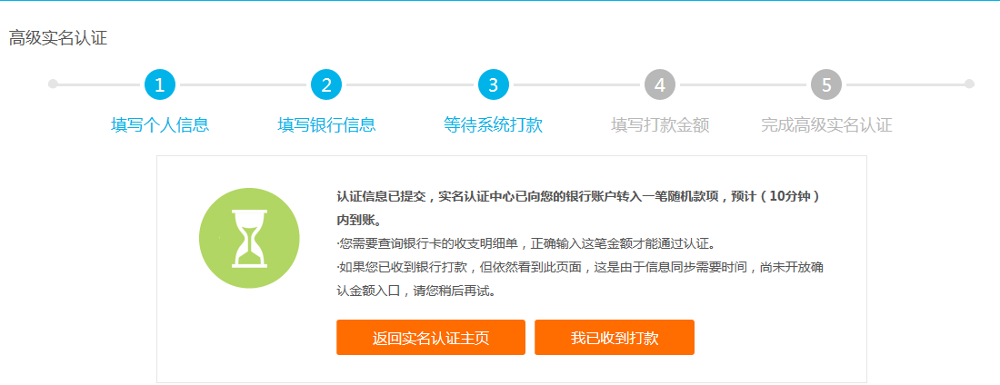 高级实名认证
1 2 3 4 5
填写个人信息 填写银行信息 等待系统打款 填写打款金额 完成高级实名认证
认证信息已提交，实名认证中心已向您的银行账户转入一笔随机款项，预计（10分钟）
内到账。
·您需要查询银行卡的收支明细单，正确输入这笔金额才能通过认证。
·如果您已收到银行打款，但依然看到此页面，这是由于信息同步需要时间，尚未开放确
认金额入口，请您稍后再试。
返回实名认证主页 我已收到打款